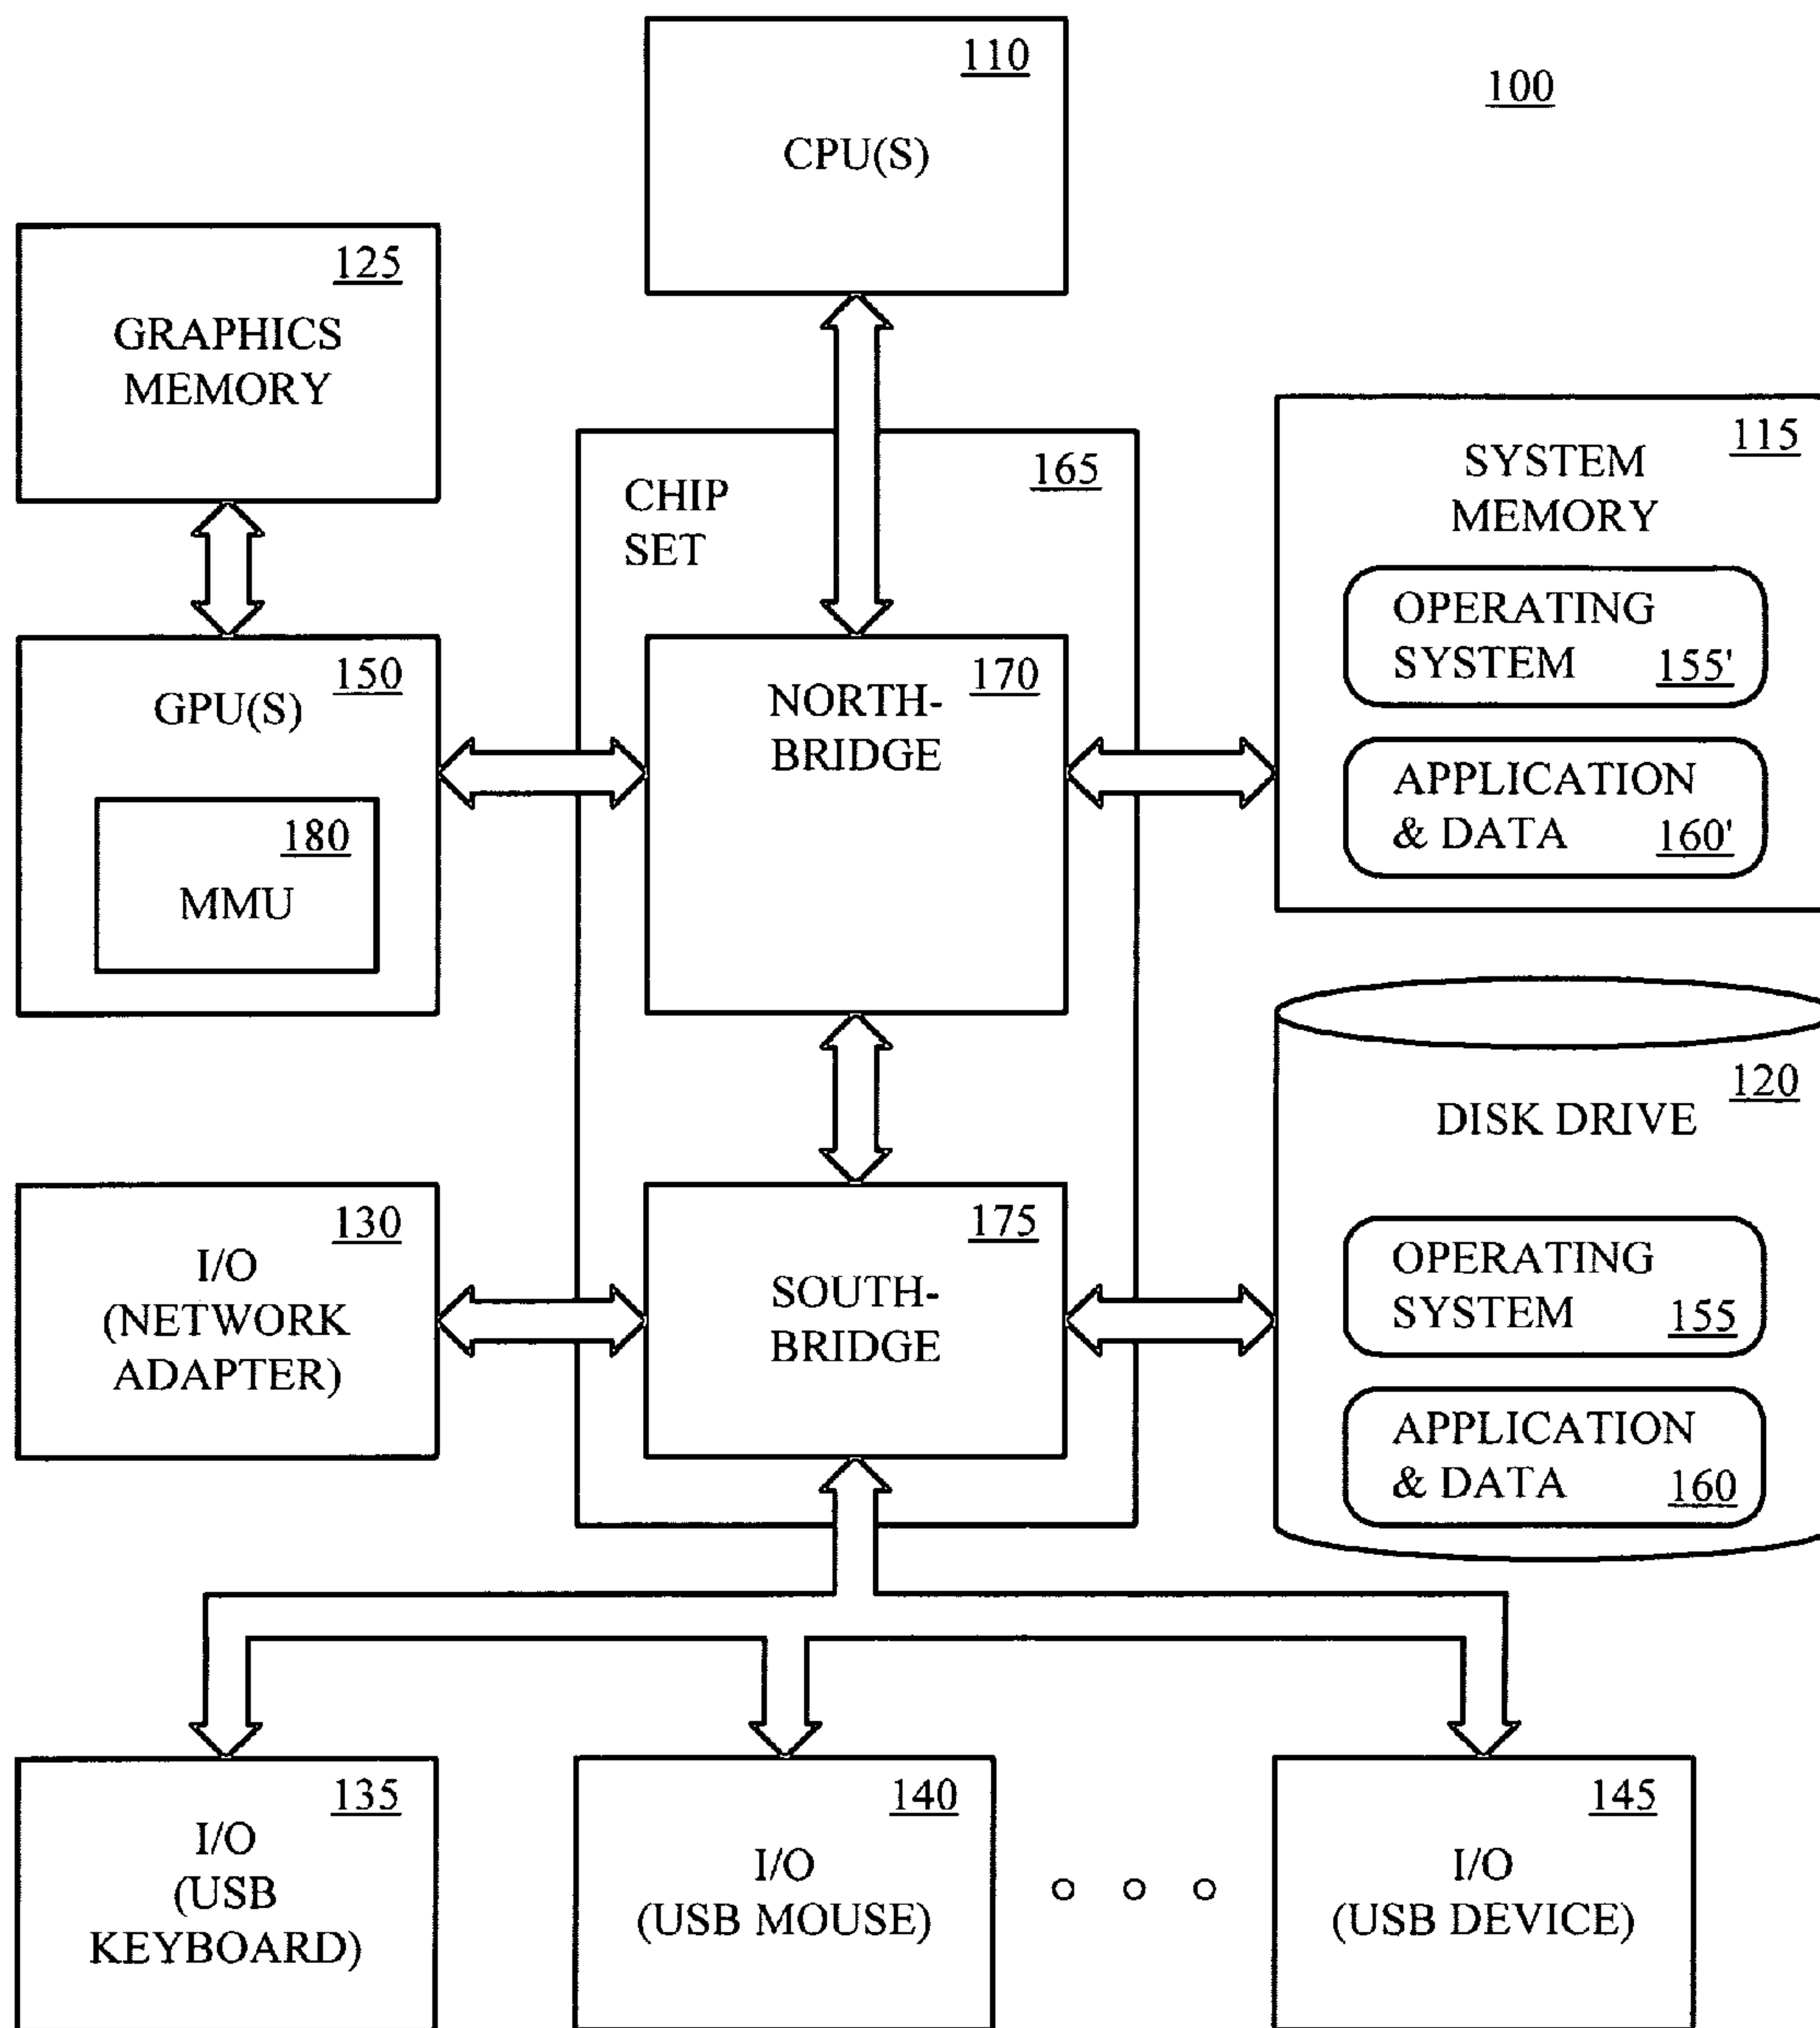 110
CPU(S)
100
125
GRAPHICS
MEMORY
165
CHIP
SET
115
SYSTEM
MEMORY
OPERATING
SYSTEM 155'
APPLICATION
& DATA 160'
150
GPU(S)
180
MMU
170
NORTH-
BRIDGE
120
DISK DRIVE
OPERATING
SYSTEM 155
APPLICATION
& DATA 160
130
I/O
(NETWORK
ADAPTER)
175
SOUTH-
BRIDGE
135
I/O
(USB
KEYBOARD)
140
I/O
(USB MOUSE)
145
I/O
(USB DEVICE)